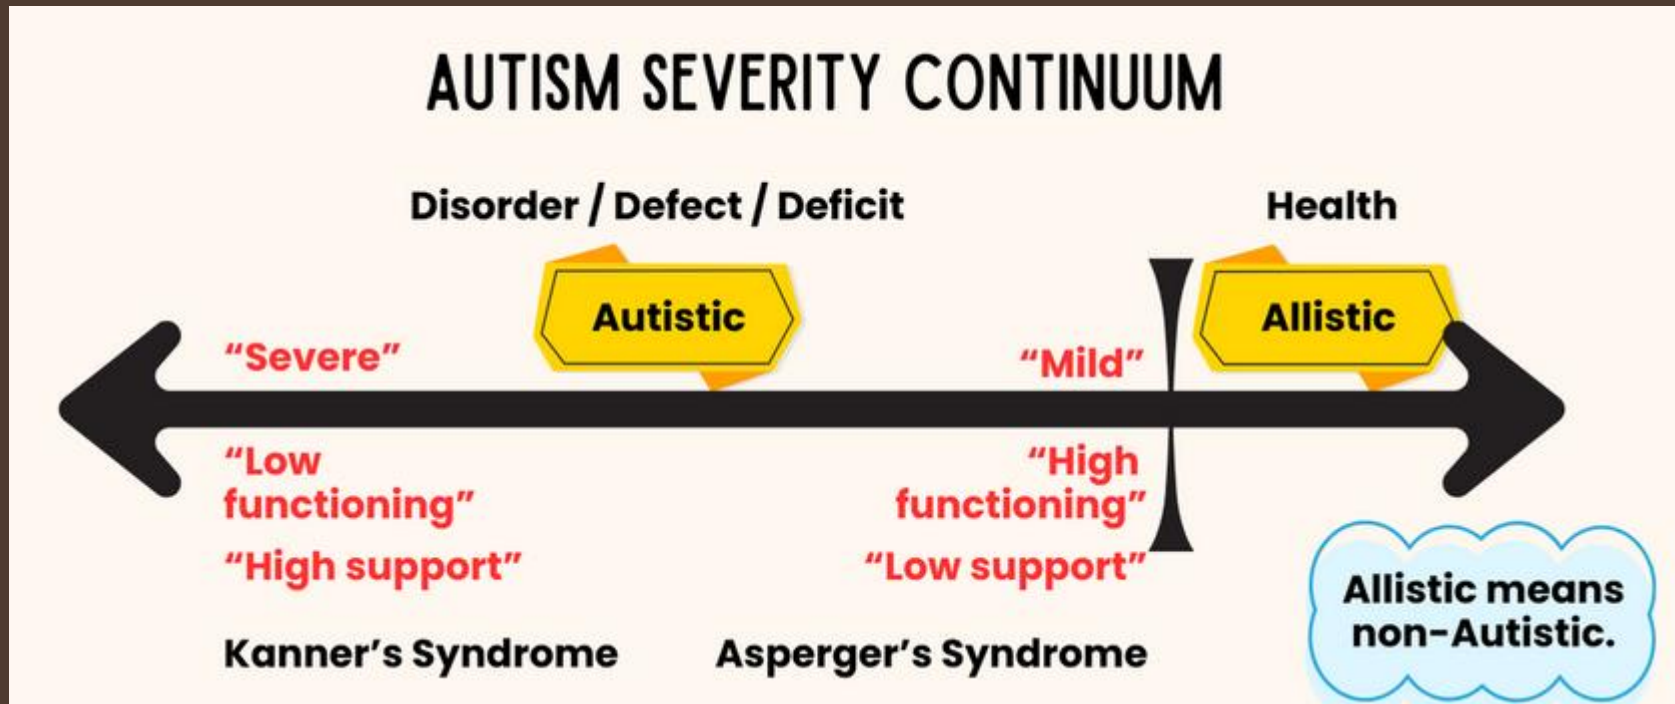 AUTISM SEVERITY CONTINUUM
Disorder / Defect / Deficit
Health
Autistic
Allistic
“Severe”
“Mild”
“Low
functioning”
“High
functioning”
“High support”
“Low support”
Kanner’s Syndrome
Asperger’s Syndrome
Allistic means
non-Autistic.